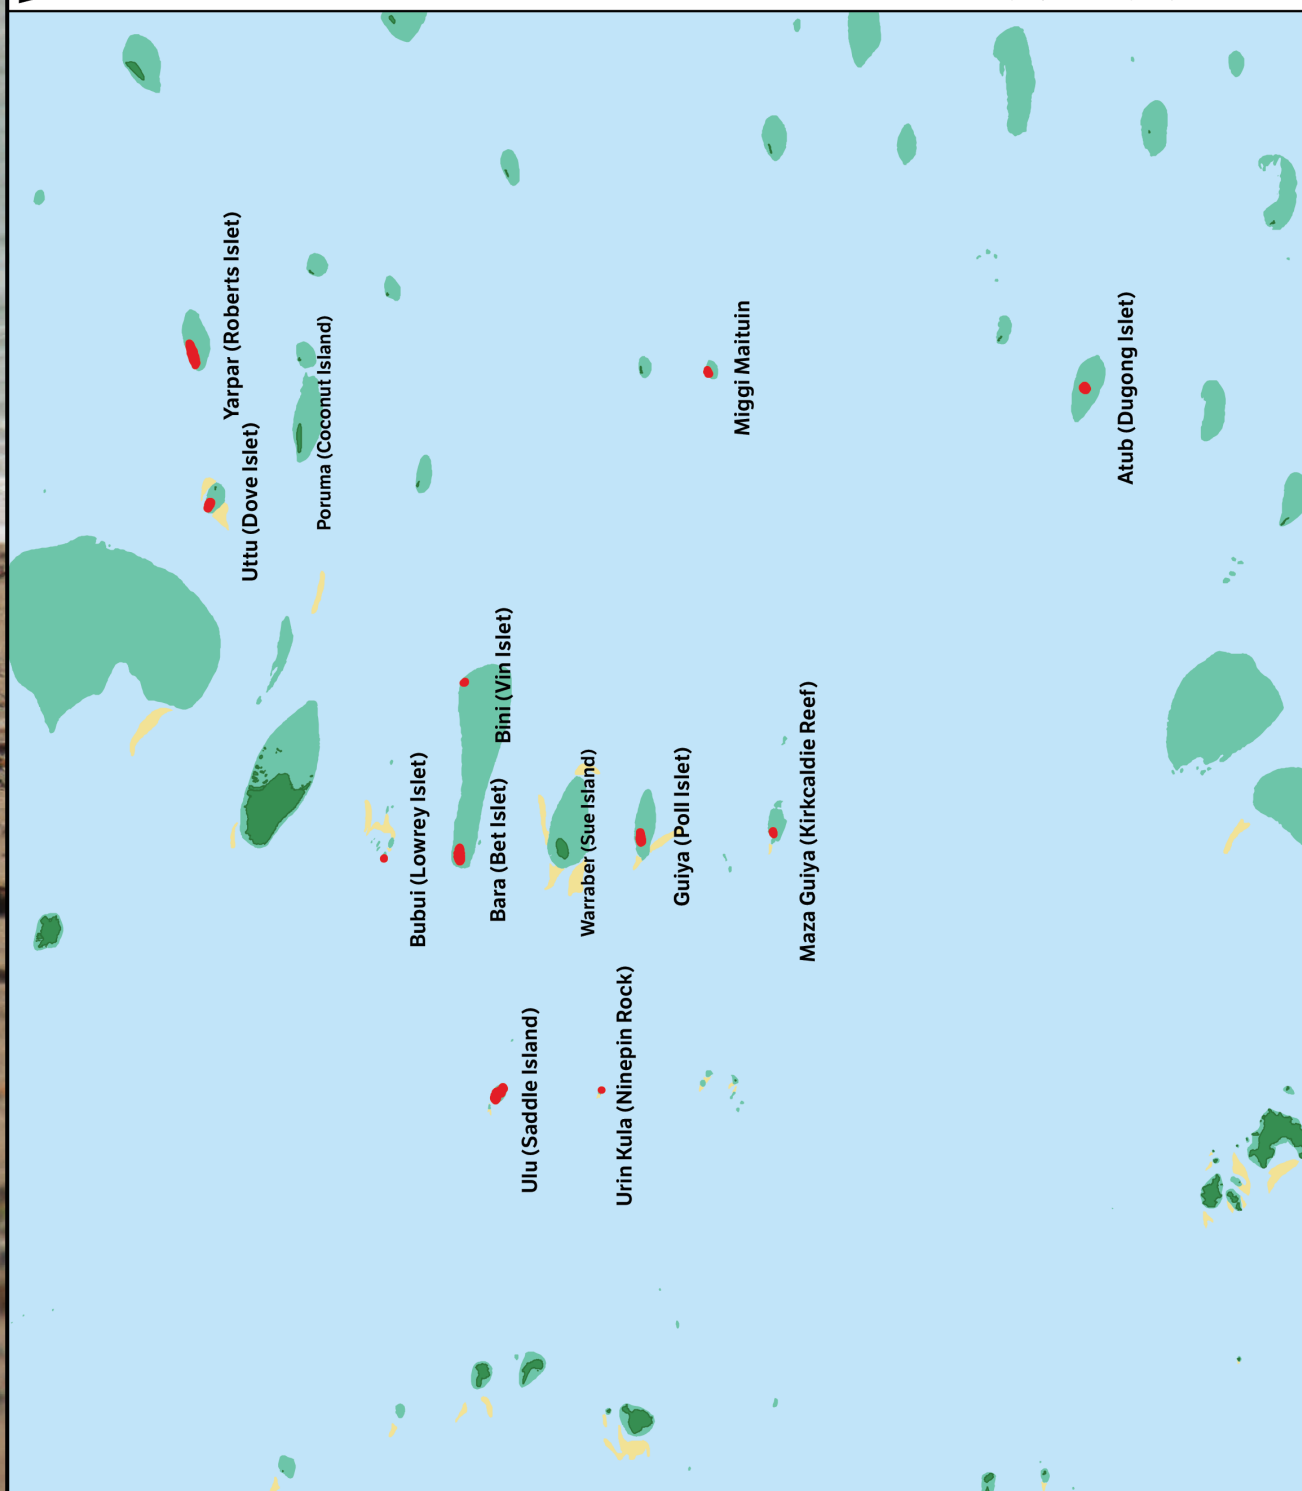 Yarpar (Roberts Islet)
Uttu (Dove Islet)
Poruma (Coconut Island)
Bubui (Lowrey Islet)
Bini (Vin Islet)
Bara (Bet Islet)
Ulu (Saddle Island)
Warraber (Sue Island)
Urin Kula (Ninepin Rock)
Guiya (Poll Islet)
Miggi Maituin
Maza Guiya (Kirkcaldie Reef)
Atub (Dugong Islet)